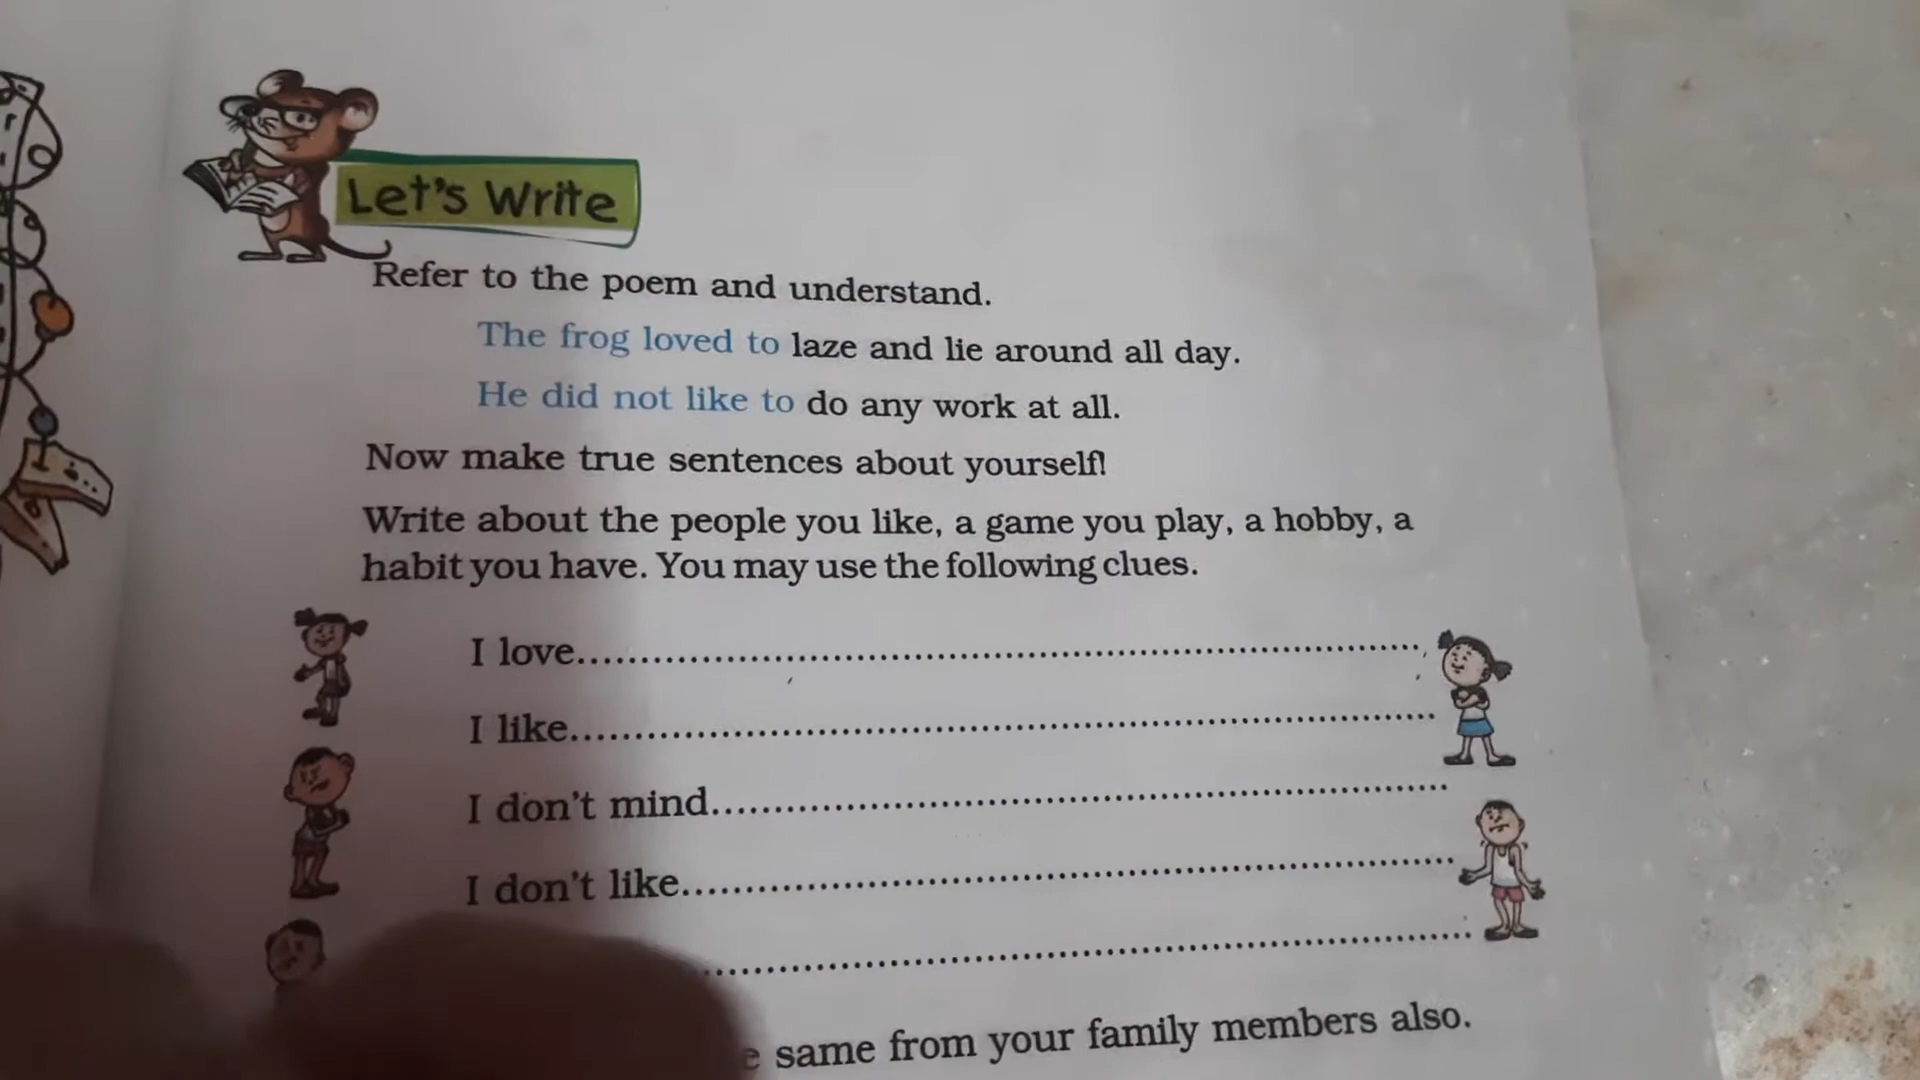 Let's Write
Refer to the poem and understand.
The frog loved to laze and lie around all day.
He did not like to do any work at all.
Now make true sentences about yourself!
Write about the people you like, a game you play, a hobby, a
habit you have. You may use the following clues.
I love
I like
I don't mind
I don't like
same from your family members also.